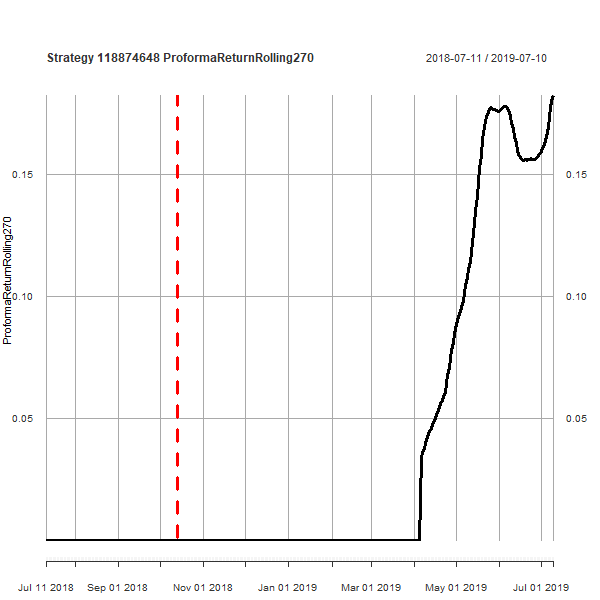 Strategy 118874648 ProformaReturnRolling270
2018-07-11 / 2019-07-10
ProformaReturnRolling270
0.15
0.15
0.10
0.10
0.05
0.05
Jul 11 2018
Sep 01 2018
Nov 01 2018
Jan 01 2019
Mar 01 2019
May 01 2019
Jul 01 2019